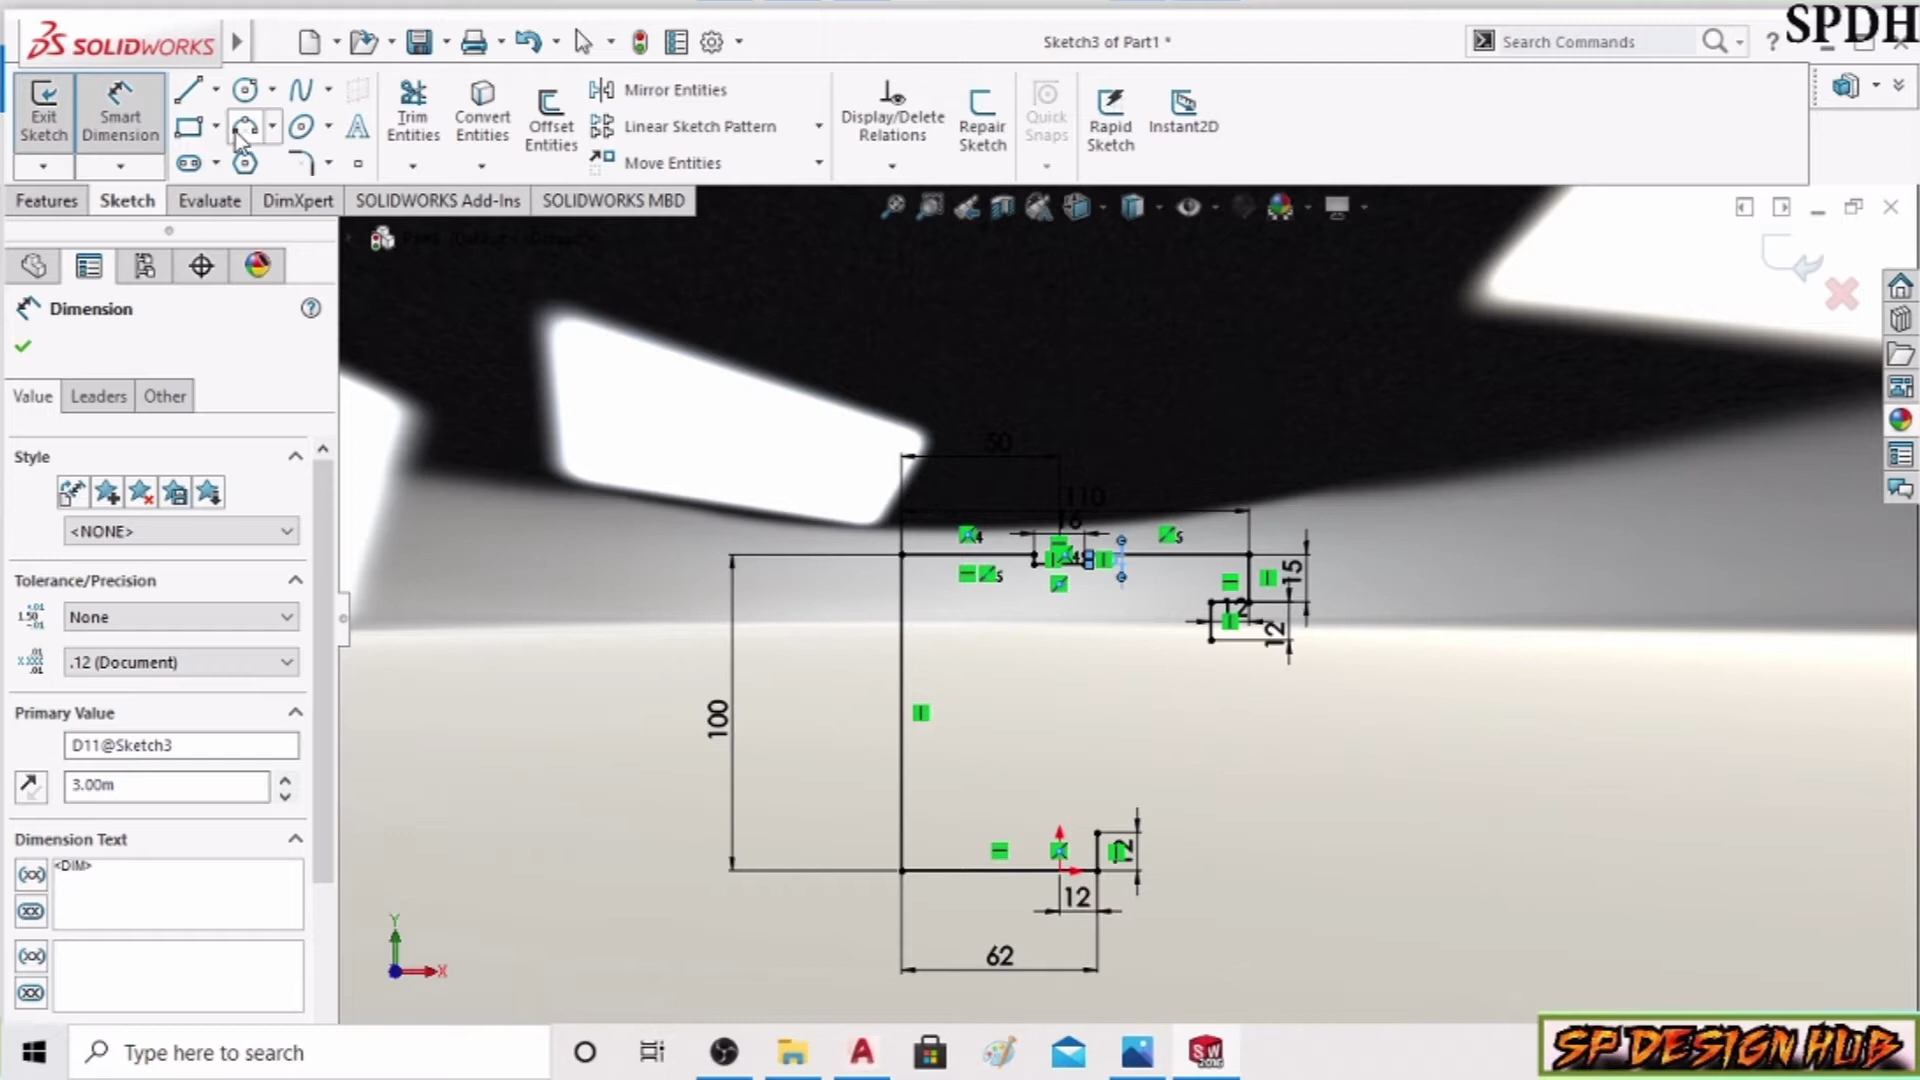 SPDH
SOLIDWORKS
Sketch3 of Part1 *
Search Commands
?
Exit Sketch
Smart Dimension
Trim Entities
Convert Entities
Offset Entities
Mirror Entities
Linear Sketch Pattern
Move Entities
Display/Delete Relations
Repair Sketch
Quick Snaps
Rapid Sketch
Instant2D
Features
Sketch
Evaluate
DimXpert
SOLIDWORKS Add-Ins
SOLIDWORKS MBD
Dimension
Value
Leaders
Other
Style
<NONE>
Tolerance/Precision
None
.12 (Document)
Primary Value
D11@Sketch3
3.00m
Dimension Text
<DIM>
50
110
16
15
12
12
100
12
12
62
Y
X
Type here to search
SP DESIGN HUB